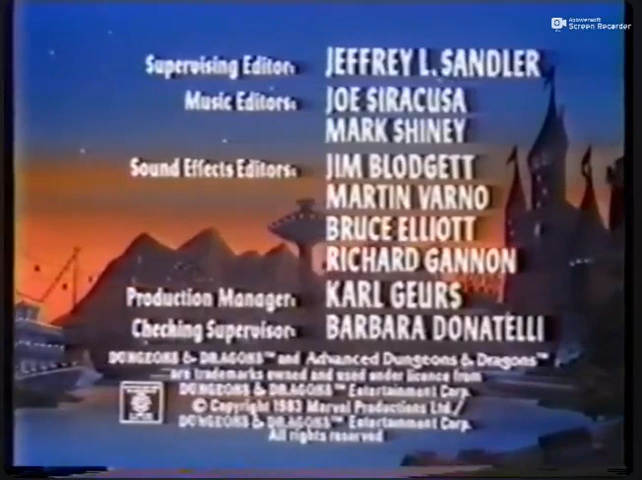 Apowersoft
Screen Recorder
Supervising Editor: JEFFREY L. SANDLER
Music Editors: JOE SIRACUSA
MARK SHINEY
Sound Effects Editors: JIM BLODGETT
MARTIN VARNO
BRUCE ELLIOTT
RICHARD GANNON
Production Manager: KARL GEURS
Checking Supervisor: BARBARA DONATELLI
DUNGEONS & DRAGONS™ and Advanced Dungeons & Dragons™
are trademarks owned and used under licence from
DUNGEONS & DRAGONS™ Entertainment Corp.
© Copyright 1983 Marvel Productions Ltd./
DUNGEONS & DRAGONS™ Entertainment Corp.
All rights reserved